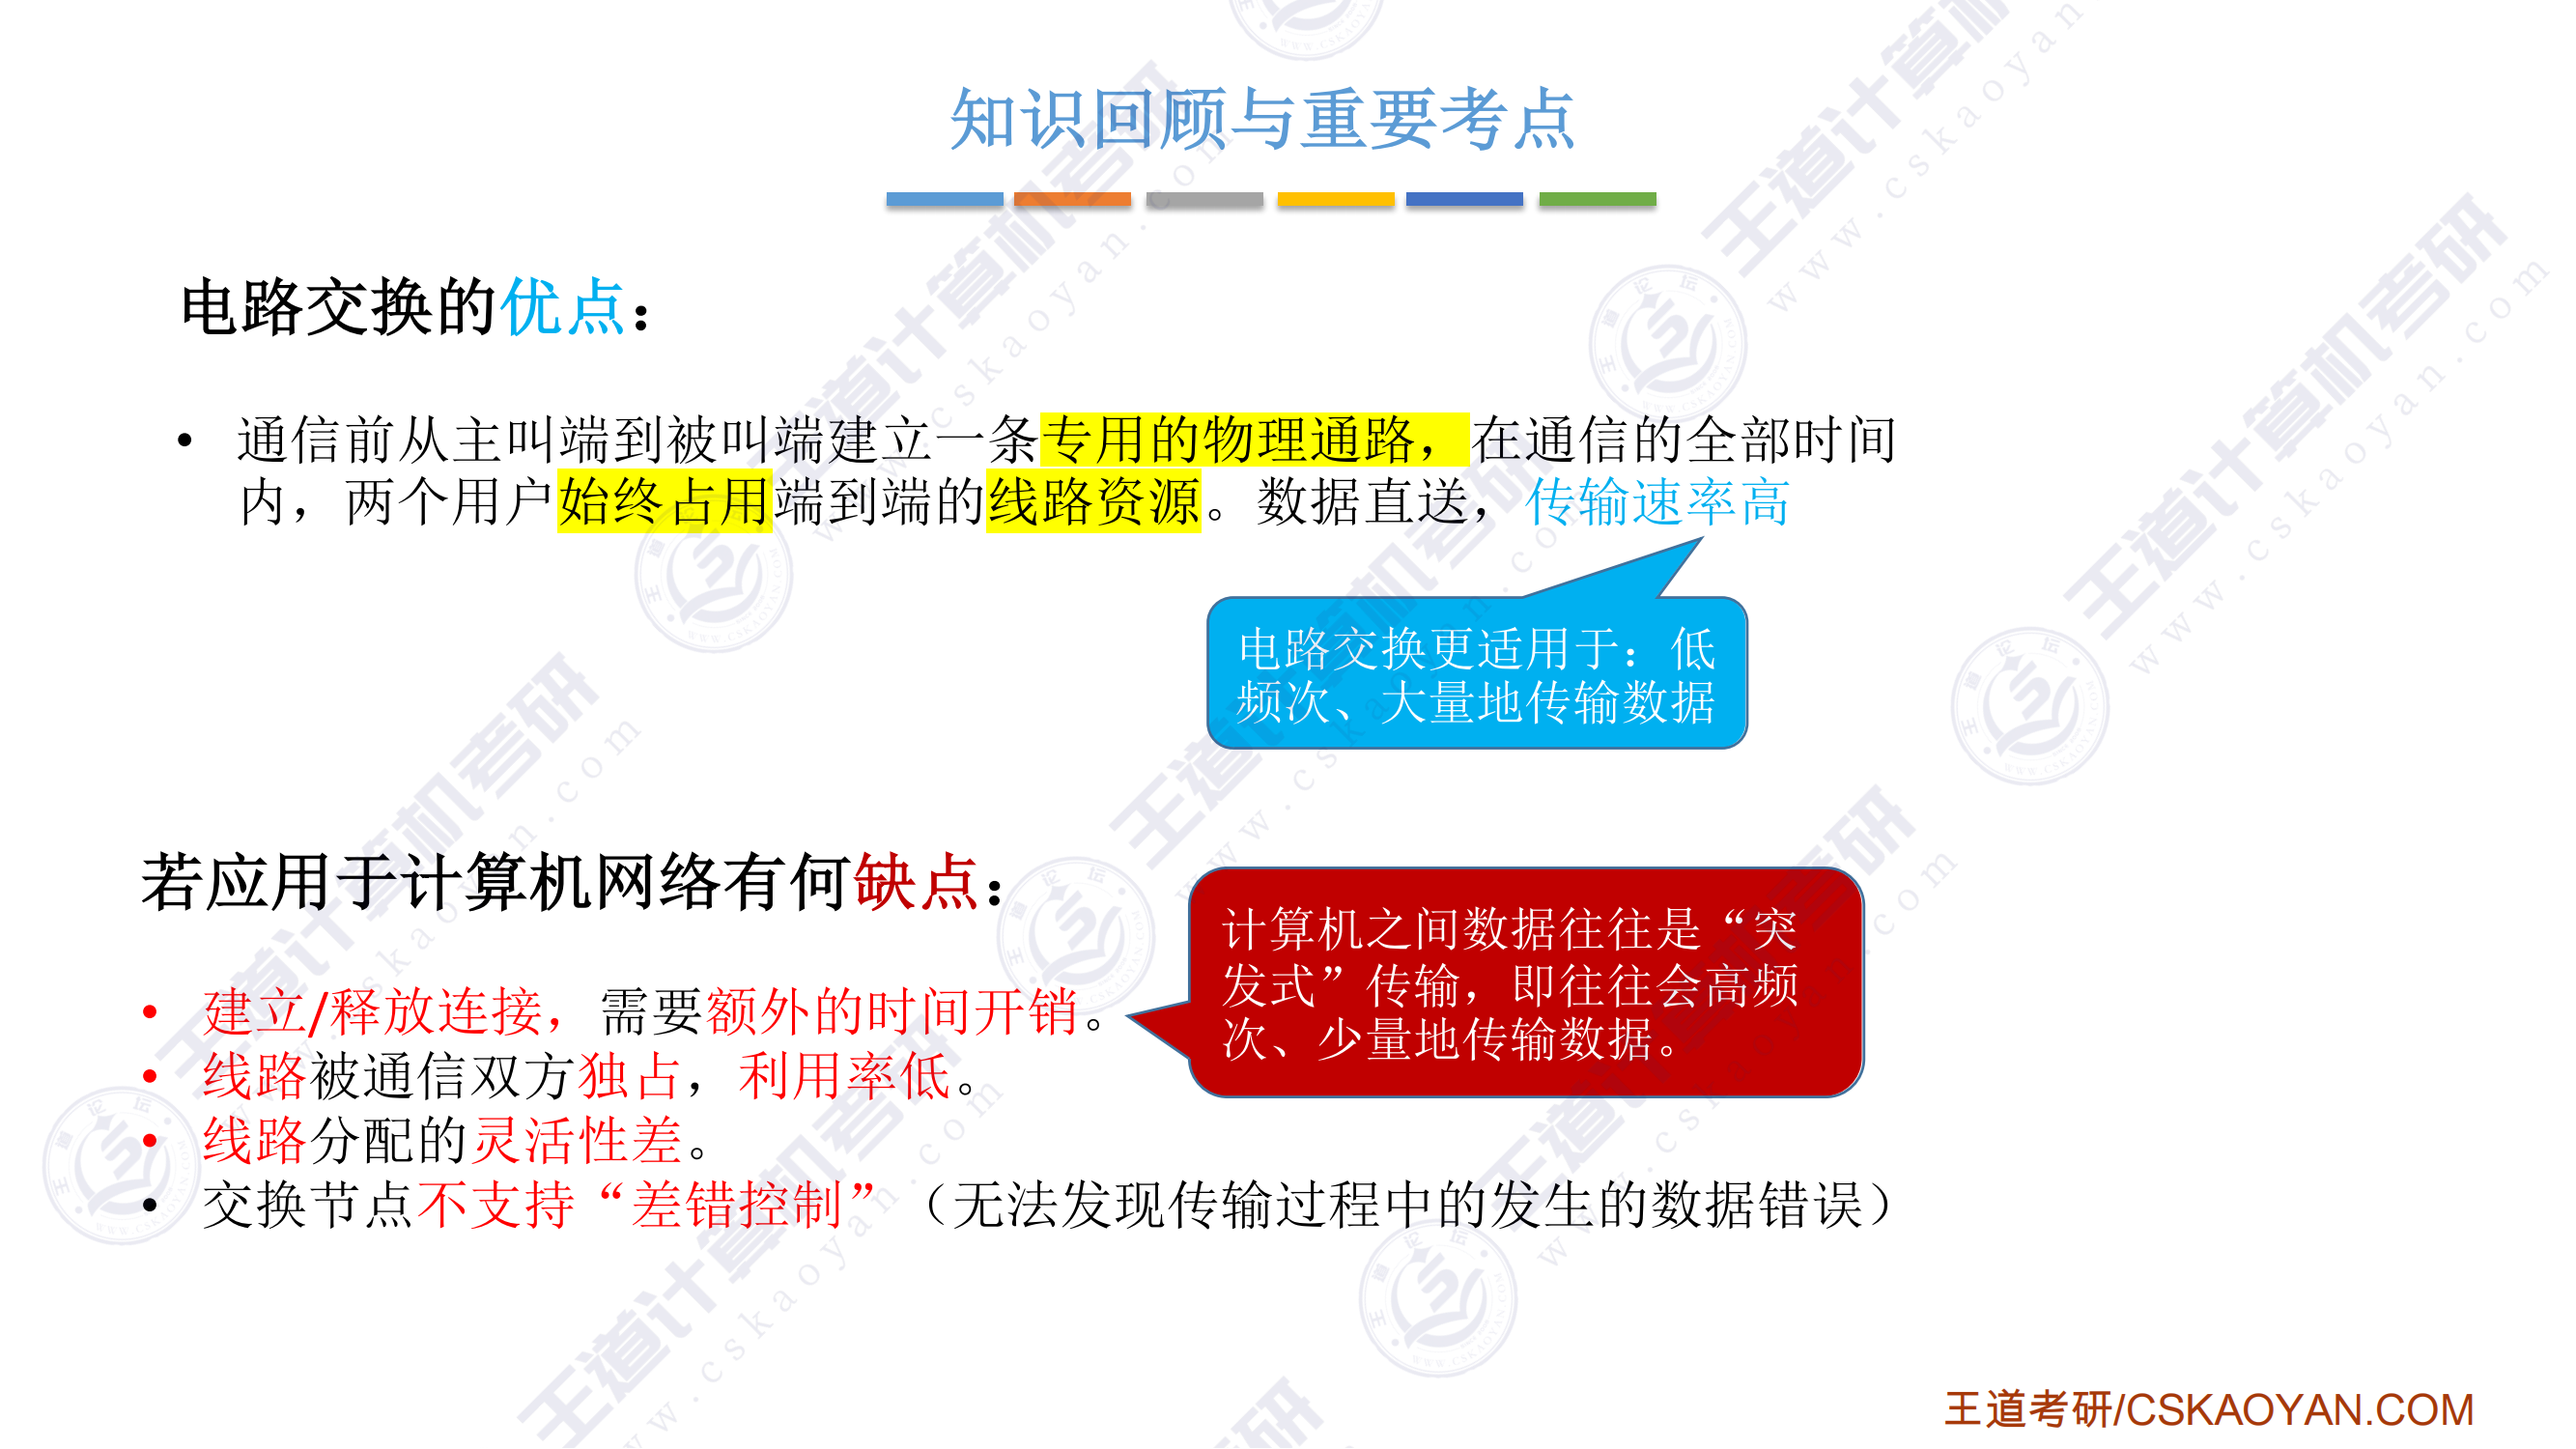 知识回顾与重要考点
电路交换的优点：
• 通信前从主叫端到被叫端建立一条专用的物理通路，在通信的全部时间
内，两个用户始终占用端到端的线路资源。数据直送，传输速率高
电路交换更适用于：低
频次、大量地传输数据
若应用于计算机网络有何缺点：
• 建立/释放连接，需要额外的时间开销。
• 线路被通信双方独占，利用率低。
• 线路分配的灵活性差。
• 交换节点不支持“差错控制”（无法发现传输过程中的发生的数据错误）
计算机之间数据往往是“突
发式”传输，即往往会高频
次、少量地传输数据。
王道考研/CSKAOYAN.COM
王道计算机考研
www.cskaoyan.com